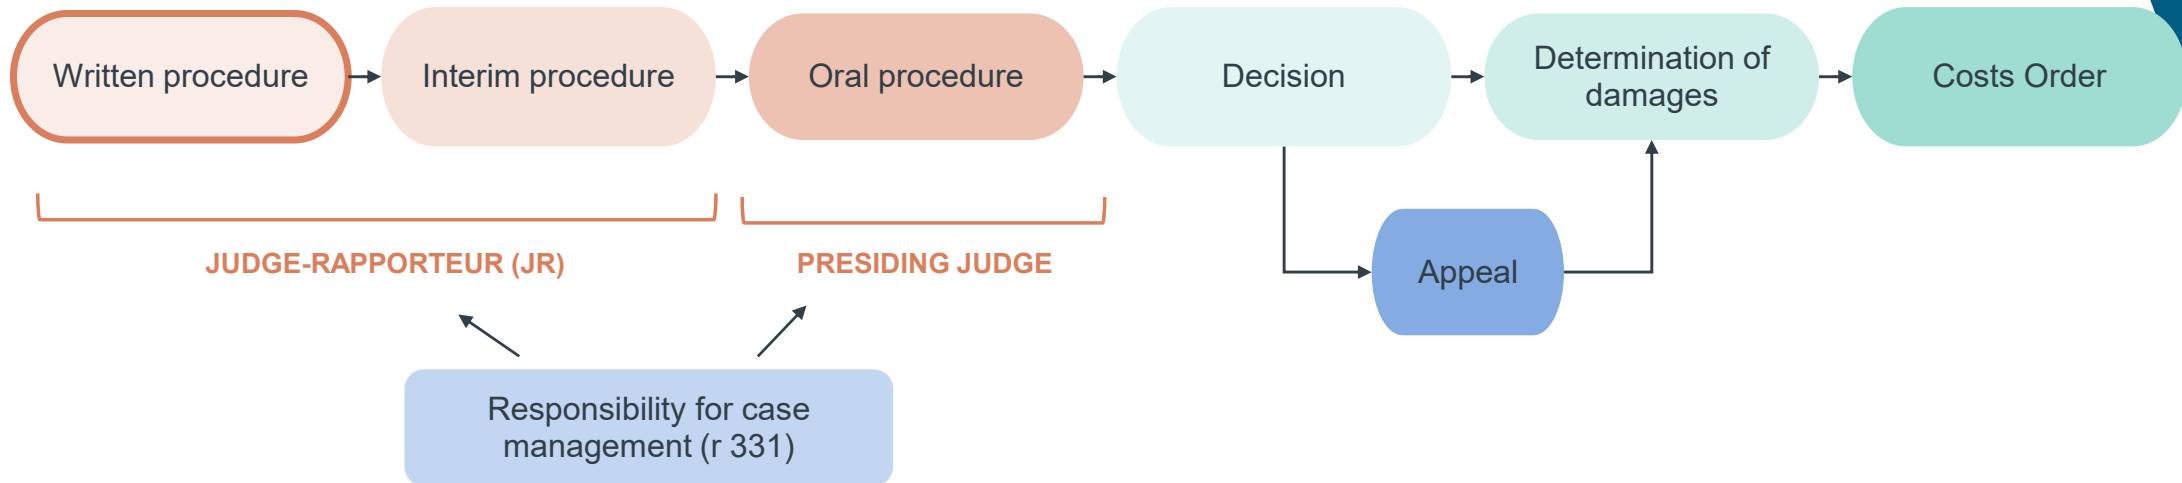 Written procedure
Interim procedure
Oral procedure
Decision
Determination of
damages
Costs Order
JUDGE-RAPPORTEUR (JR)
PRESIDING JUDGE
Appeal
Responsibility for case
management (r 331)